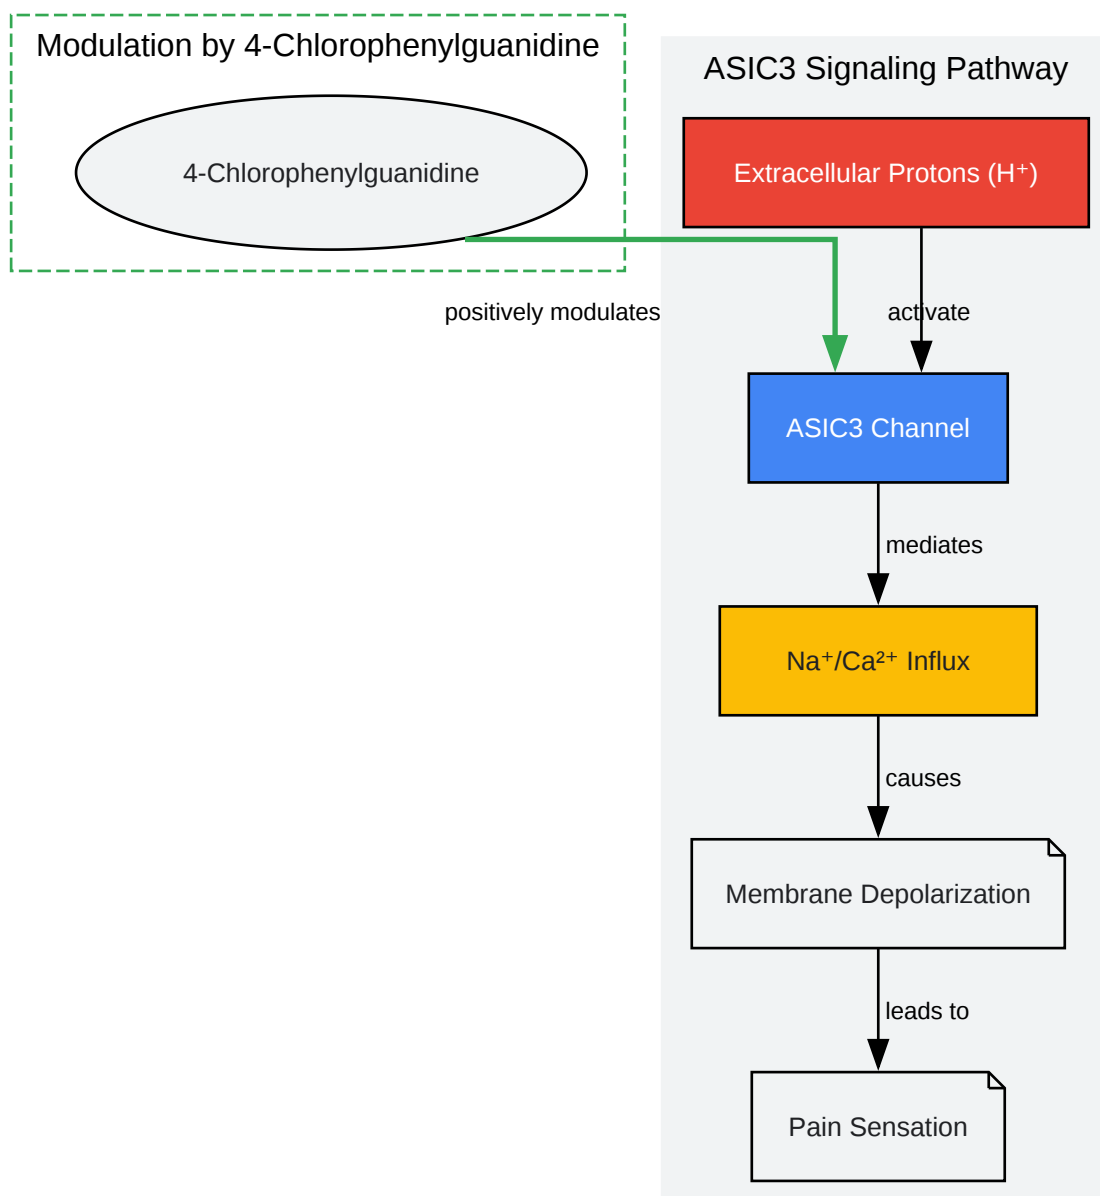 Modulation by 4-Chlorophenylguanidine
4-Chlorophenylguanidine
ASIC3 Signaling Pathway
Extracellular Protons (H⁺)
positively modulates
activate
ASIC3 Channel
mediates
Na⁺/Ca²⁺ Influx
causes
Membrane Depolarization
leads to
Pain Sensation